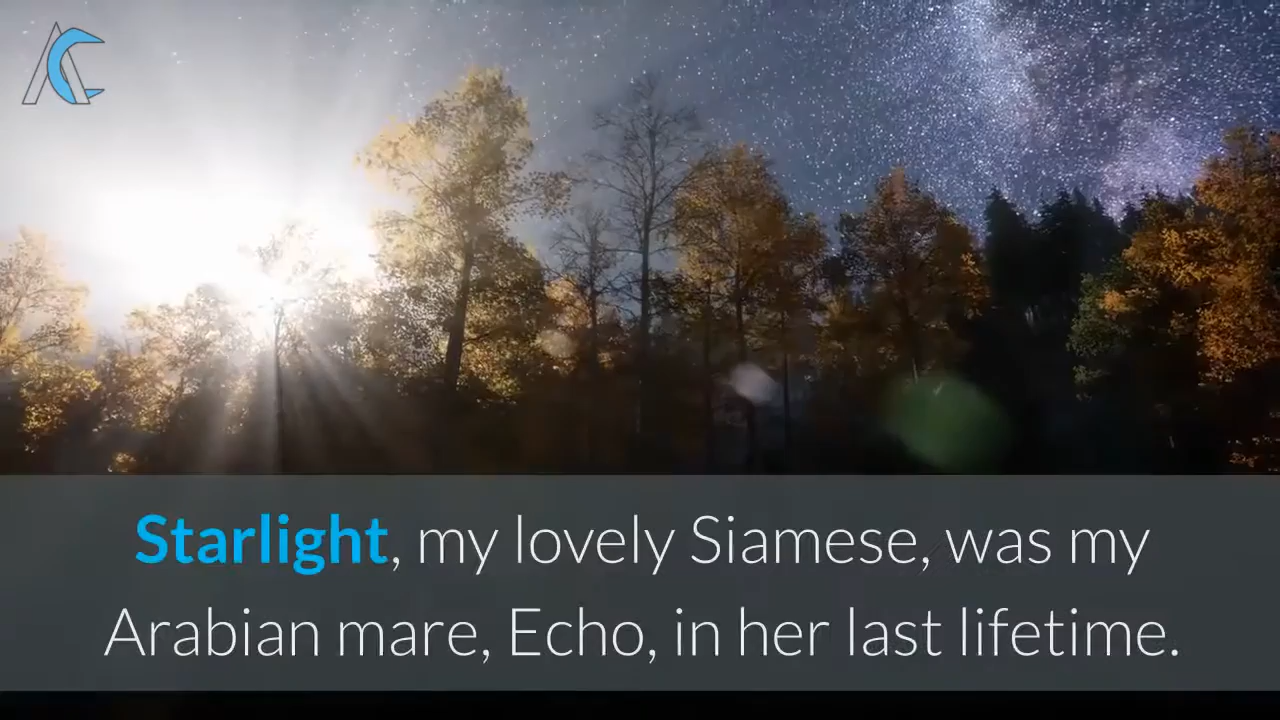 Starlight, my lovely Siamese, was my
Arabian mare, Echo, in her last lifetime.